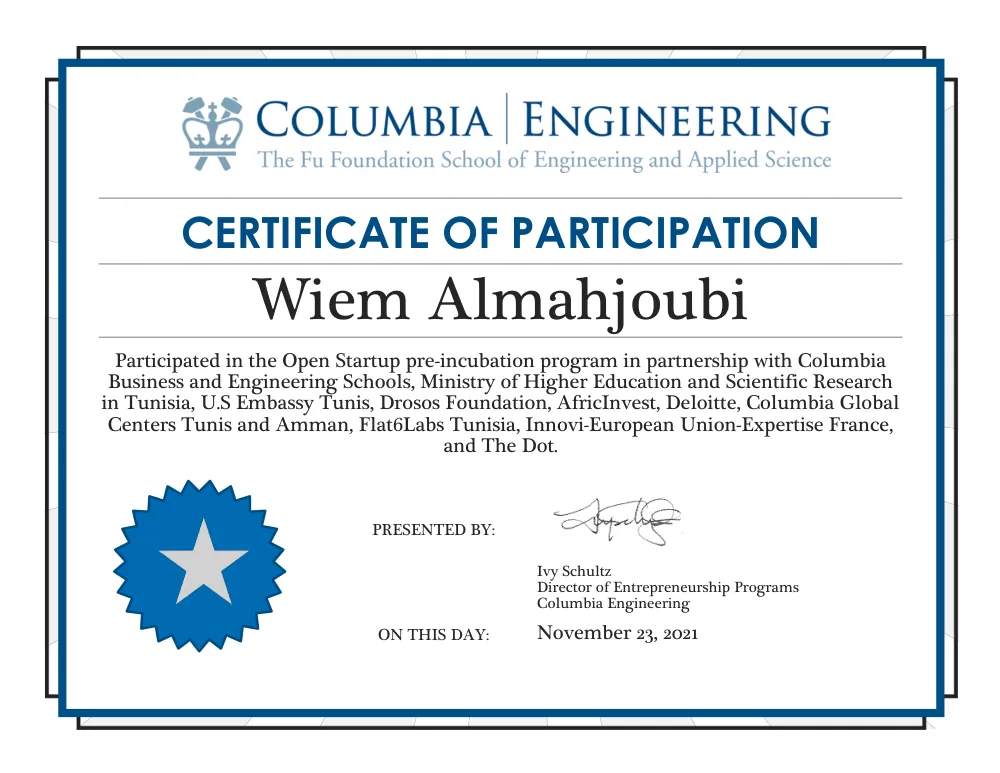 COLUMBIA | ENGINEERING
The Fu Foundation School of Engineering and Applied Science
CERTIFICATE OF PARTICIPATION
Wiem Almahjoubi
Participated in the Open Startup pre-incubation program in partnership with Columbia
Business and Engineering Schools, Ministry of Higher Education and Scientific Research
in Tunisia, U.S Embassy Tunis, Drosos Foundation, AfricInvest, Deloitte, Columbia Global
Centers Tunis and Amman, Flat6Labs Tunisia, Innovi-European Union-Expertise France,
and The Dot.
PRESENTED BY:
Ivy Schultz
Director of Entrepreneurship Programs
Columbia Engineering
ON THIS DAY:
November 23, 2021